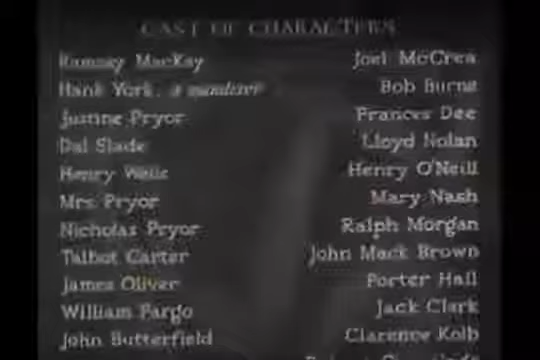 CAST OF CHARACTERS
Ramsey MacKay Joel McCrea
Hank York, a wanderer Bob Burns
Justine Pryor Frances Dee
Dal Slade Lloyd Nolan
Henry Wells Henry O'Neill
Mrs. Pryor Mary Nash
Nicholas Pryor Ralph Morgan
Talbot Carter John Mack Brown
James Oliver Porter Hall
William Fargo Jack Clark
John Butterfield Clarence Kolb